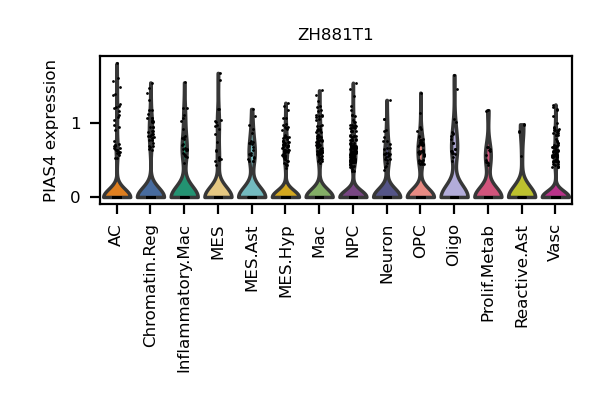 ZH881T1
PIAS4 expression
1
0
AC
Chromatin.Reg
Inflammatory.Mac
MES
MES.Ast
MES.Hyp
Mac
NPC
Neuron
OPC
Oligo
Prolif.Metab
Reactive.Ast
Vasc